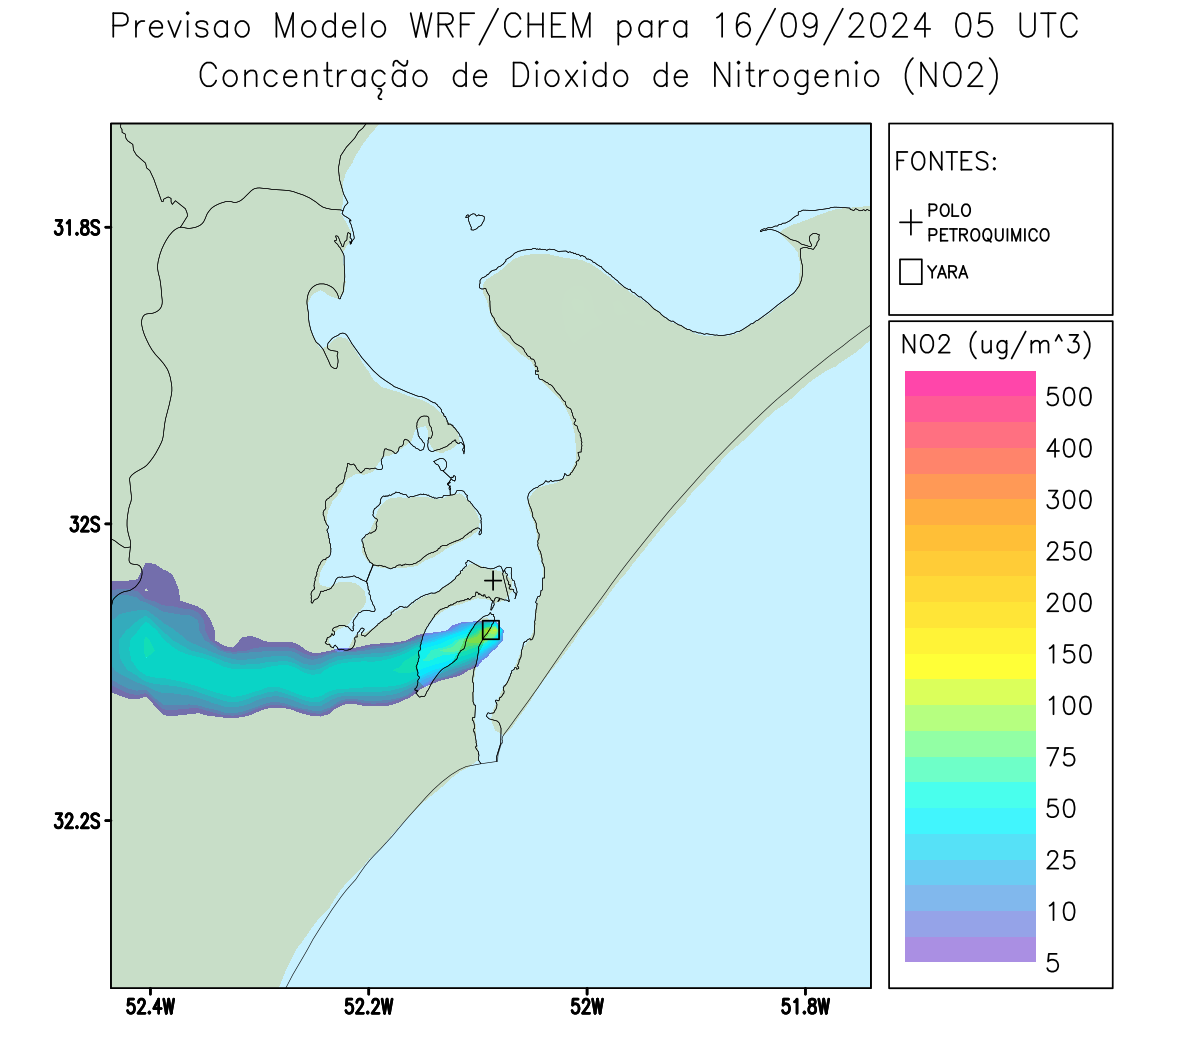 Previsao Modelo WRF/CHEM para 16/09/2024 05 UTC
Concentração de Dioxido de Nitrogenio (NO2)
FONTES:
POLO
PETROQUIMICO
YARA
NO2 (ug/m^3)
500
400
300
250
200
150
100
75
50
25
10
5
31.8S
32S
32.2S
52.4W
52.2W
52W
51.8W